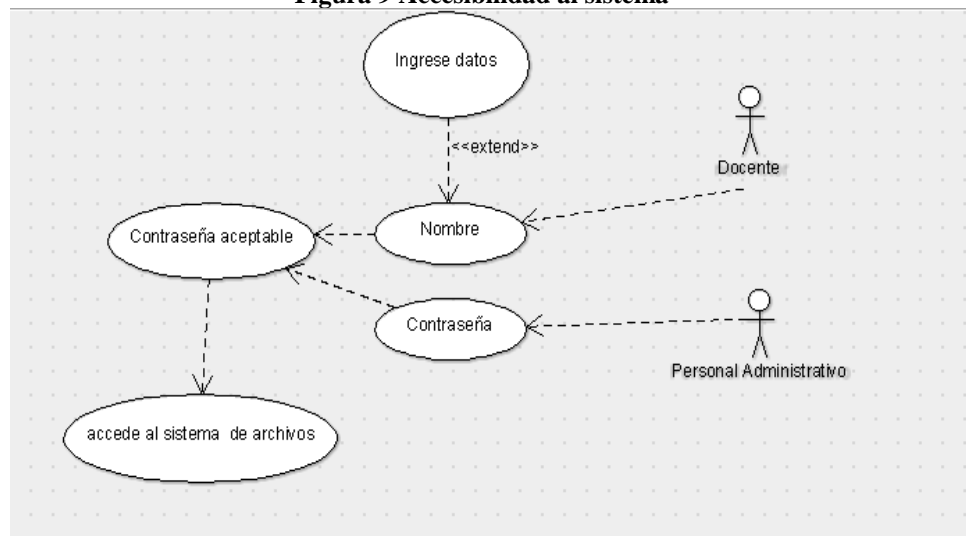 Figura 9 Accesibilidad al sistema
Ingrese datos
<<extend>>
Docente
Nombre
Contraseña aceptable
Contraseña
Personal Administrativo
accede al sistema de archivos